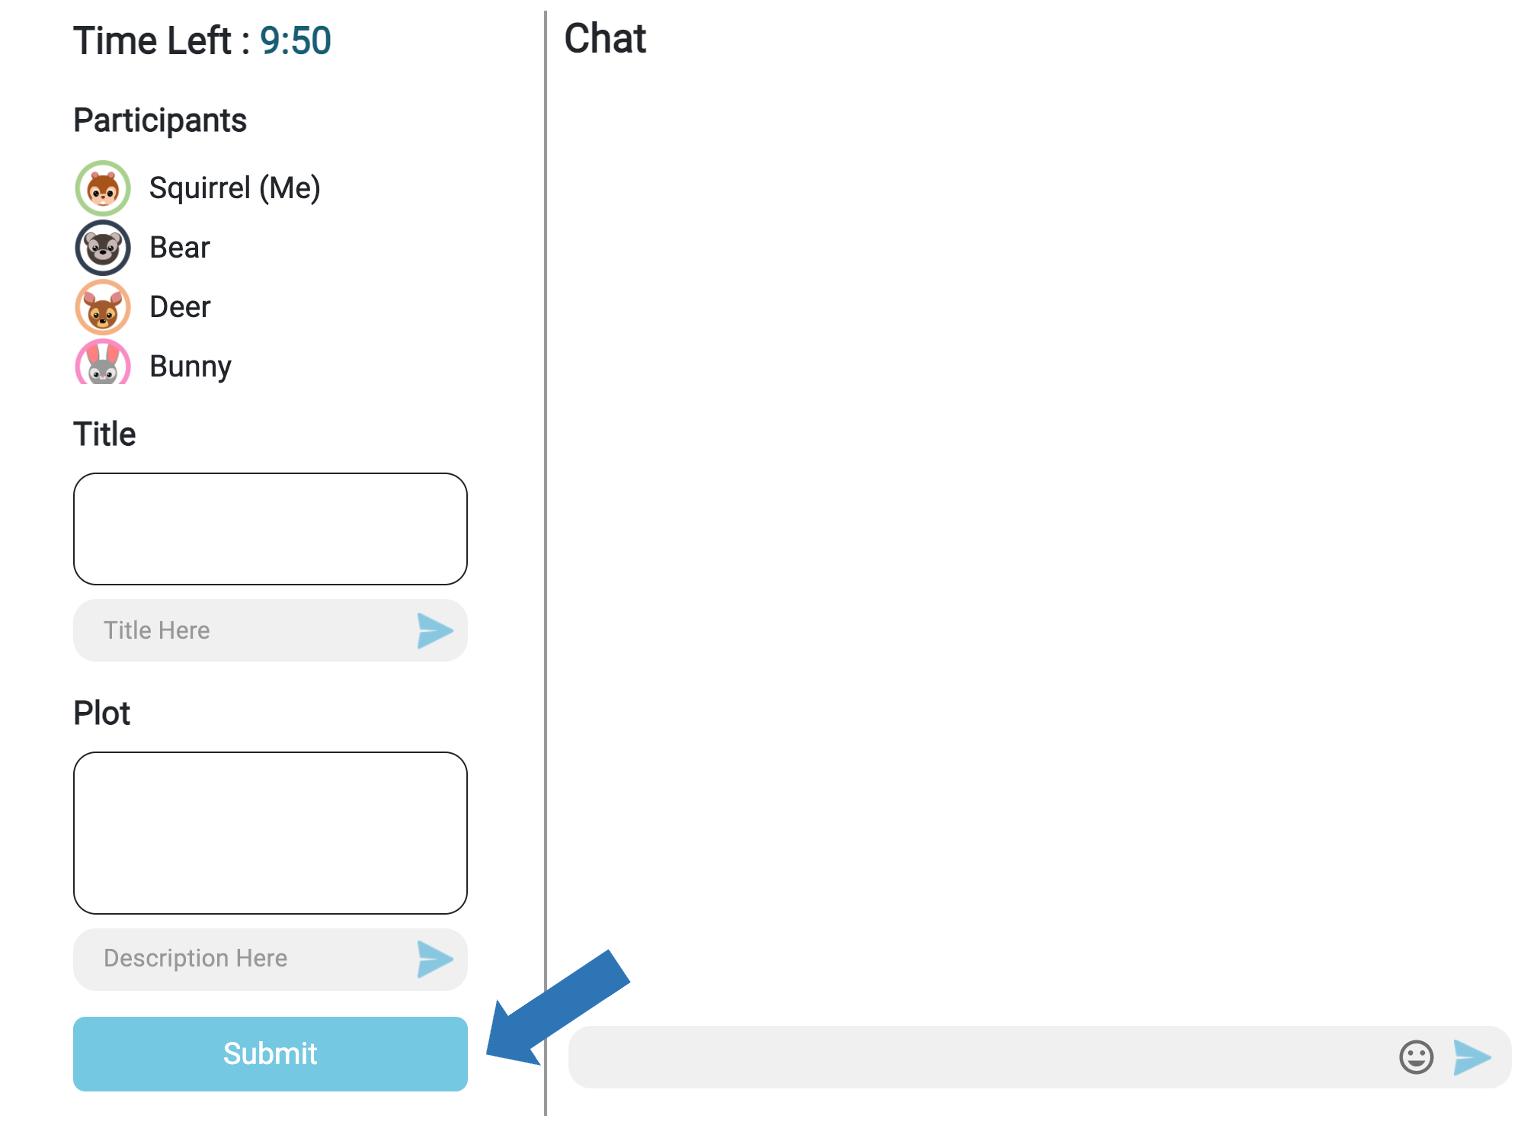 Time Left : 9:50
Participants
Squirrel (Me)
Bear
Deer
Bunny
Title
Title Here
Plot
Description Here
Submit
Chat